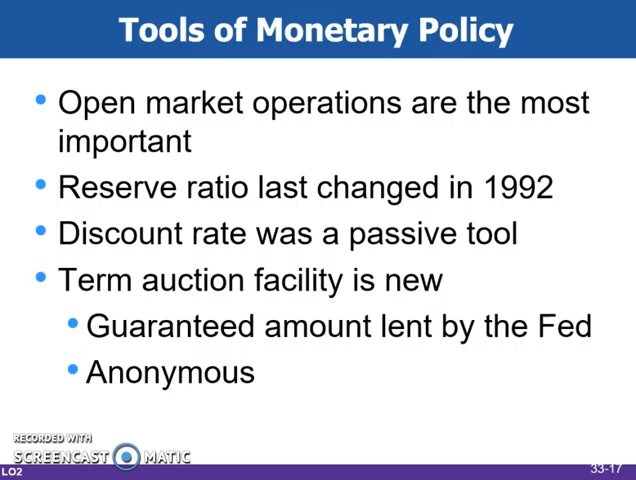 Tools of Monetary Policy
• Open market operations are the most
important
• Reserve ratio last changed in 1992
• Discount rate was a passive tool
• Term auction facility is new
• Guaranteed amount lent by the Fed
• Anonymous
RECORDED WITH
SCREENCAST MATIC
LO2
33-17